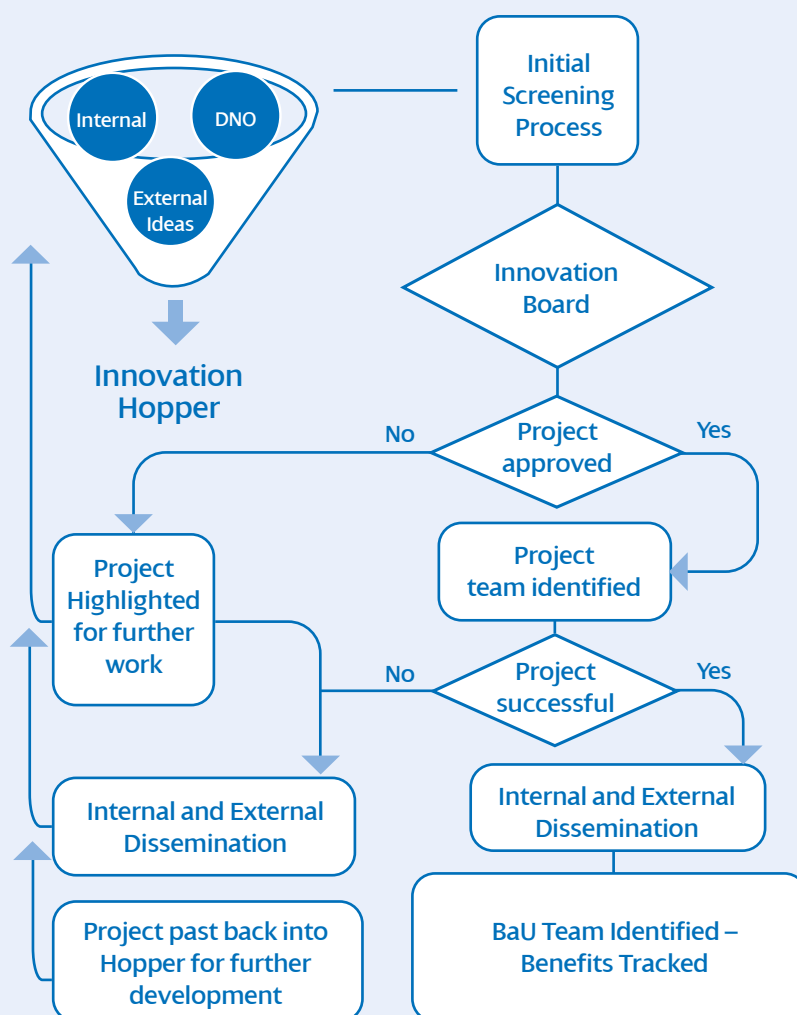 Internal
DNO
External
Ideas
Innovation
Hopper
Initial
Screening
Process
Innovation
Board
Project
approved
No
Yes
Project
Highlighted
for further
work
Project
team identified
Project
successful
No
Yes
Internal and External
Dissemination
Internal and External
Dissemination
Project past back into
Hopper for further
development
BaU Team Identified –
Benefits Tracked